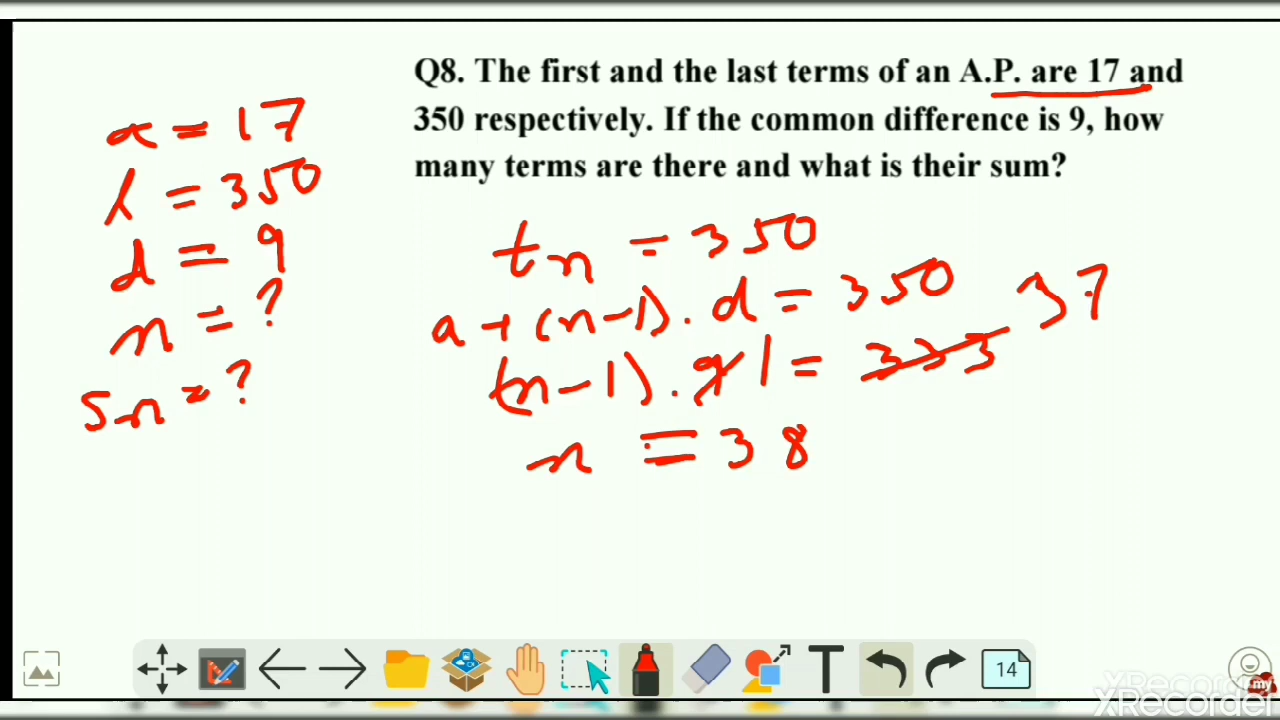 Q8. The first and the last terms of an A.P. are 17 and
350 respectively. If the common difference is 9, how
many terms are there and what is their sum?
a = 17
l = 350
d = 9
n = ?
Sn = ?
tn = 350
a + (n-1). d = 350
(n-1). 9 1 = 333 37
n = 38
T
14
XRecorder
XRecorder
my